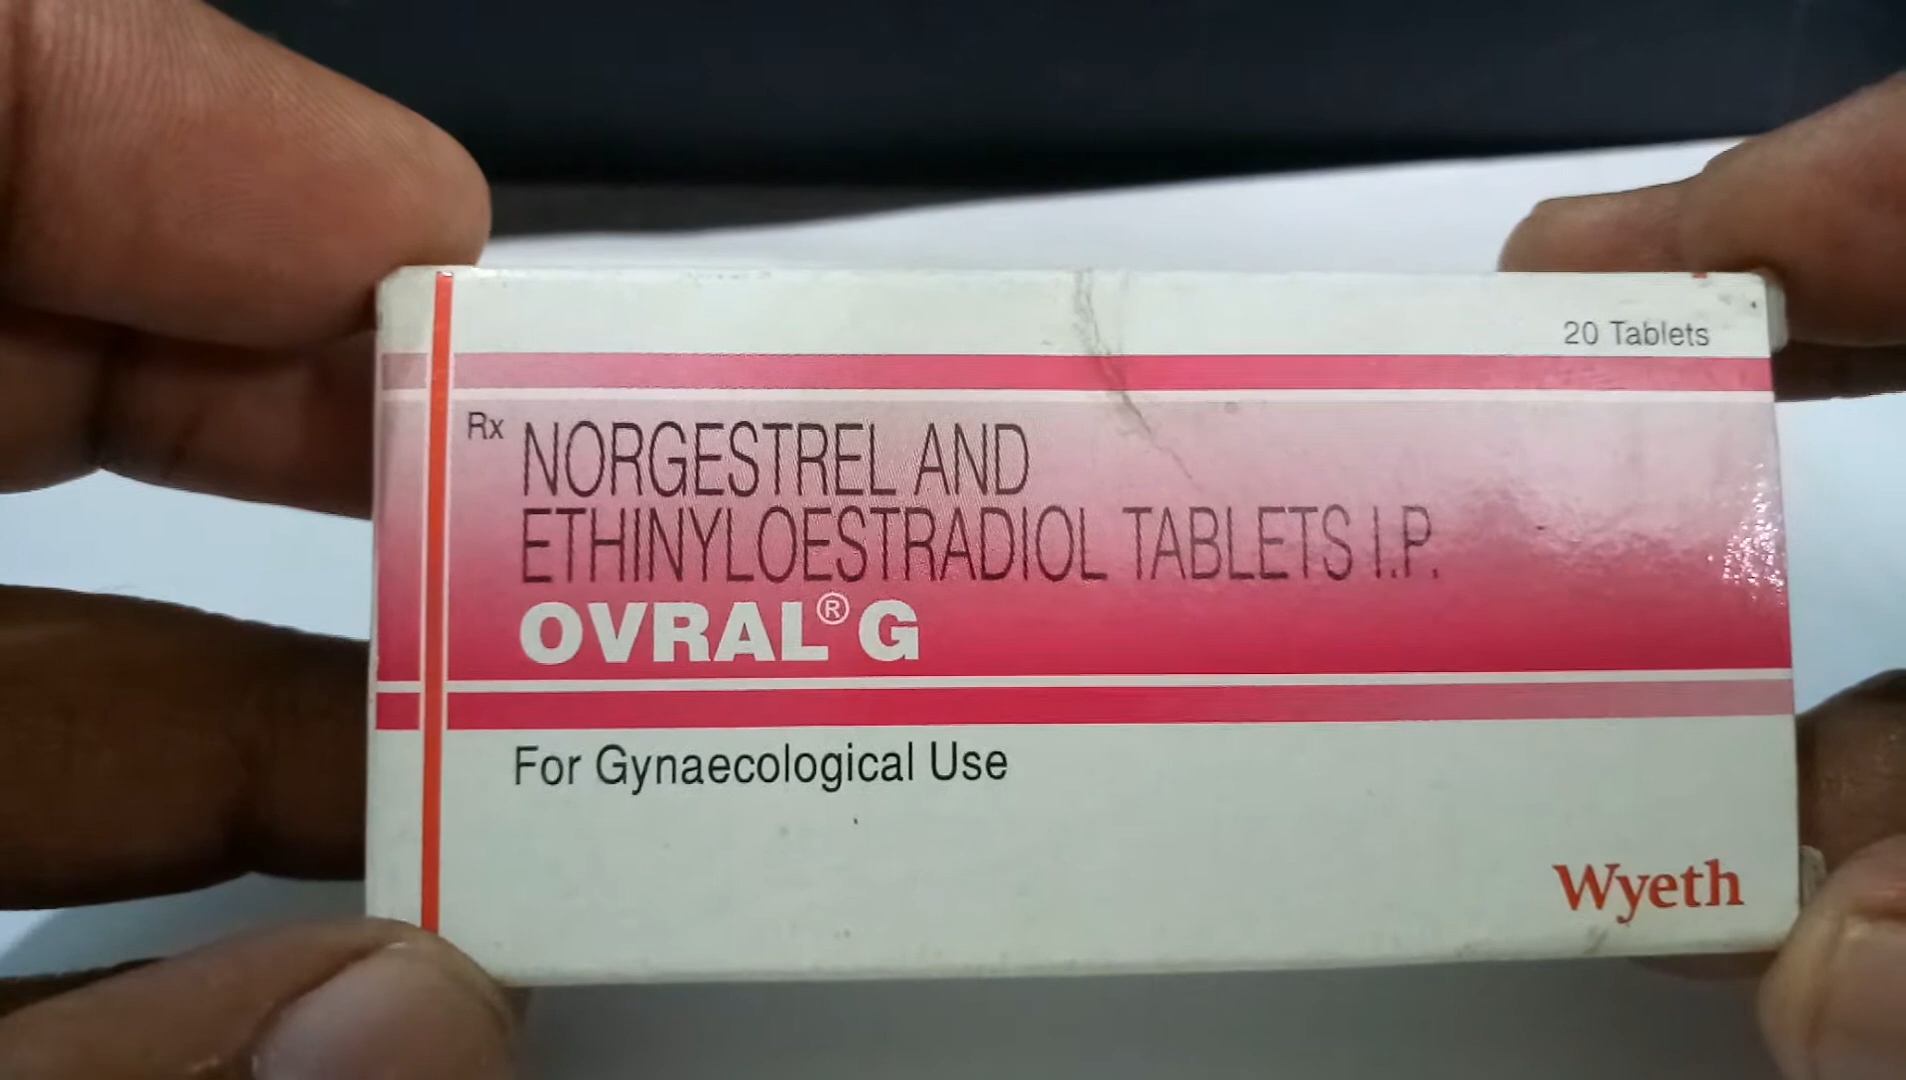 20 Tablets
Rx NORGESTREL AND
ETHINYLOESTRADIOL TABLETS I.P.
OVRAL® G
For Gynaecological Use
Wyeth